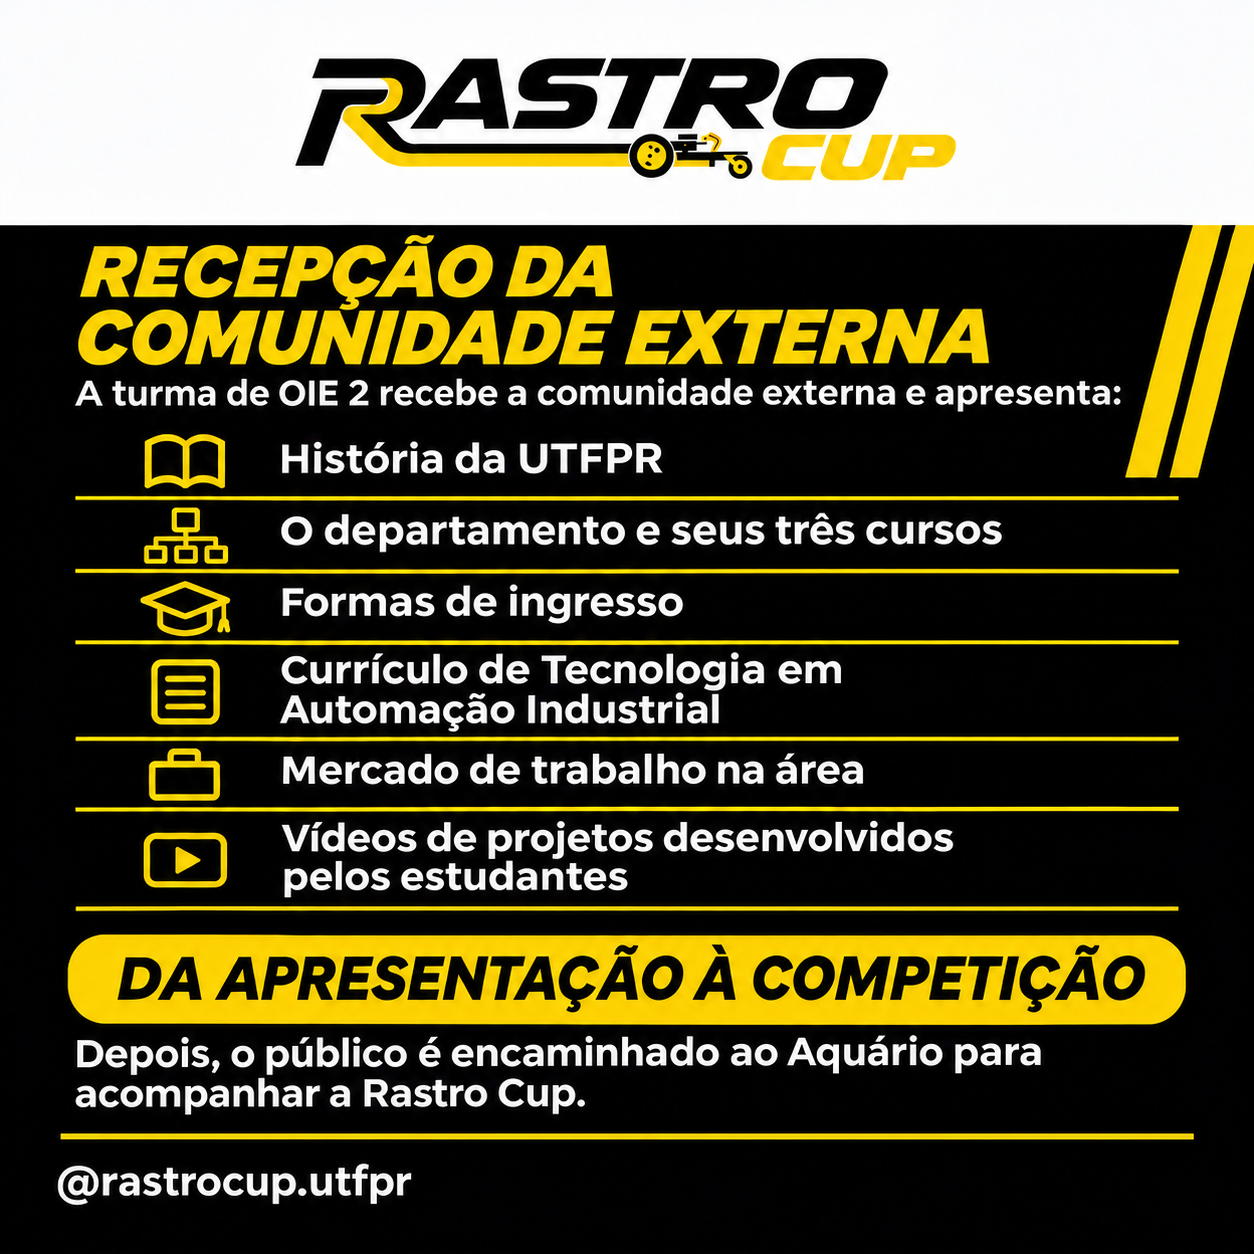 RASTRO
CUP
RECEPÇÃO DA
COMUNIDADE EXTERNA
A turma de OIE 2 recebe a comunidade externa e apresenta:
História da UTFPR
O departamento e seus três cursos
Formas de ingresso
Currículo de Tecnologia em
Automação Industrial
Mercado de trabalho na área
Vídeos de projetos desenvolvidos
pelos estudantes
DA APRESENTAÇÃO À COMPETIÇÃO
Depois, o público é encaminhado ao Aquário para
acompanhar a Rastro Cup.
@rastrocup.utfpr